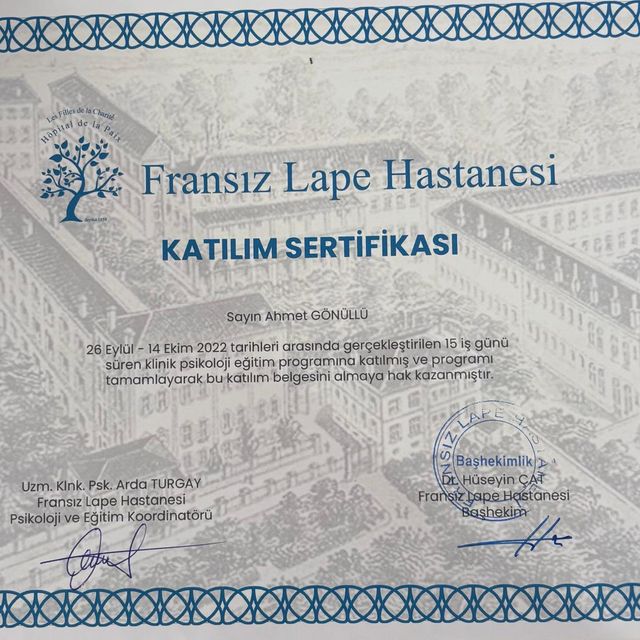 Les Filles de la Charité
Hôpital de la Paix
Fransız Lape Hastanesi
KATILIM SERTİFİKASI
Sayın Ahmet GÖNÜLLÜ
26 Eylül - 14 Ekim 2022 tarihleri arasında gerçekleştirilen 15 iş günü
süren klinik psikoloji eğitim programına katılmış ve programı
tamamlayarak bu katılım belgesini almaya hak kazanmıştır.
Uzm. Klnk. Psk. Arda TURGAY
Fransız Lape Hastanesi
Psikoloji ve Eğitim Koordinatörü
FRANSIZ LAPE
Başhekimlik
Dr. Hüseyin ÇAT
Fransız Lape Hastanesi
Başhekim